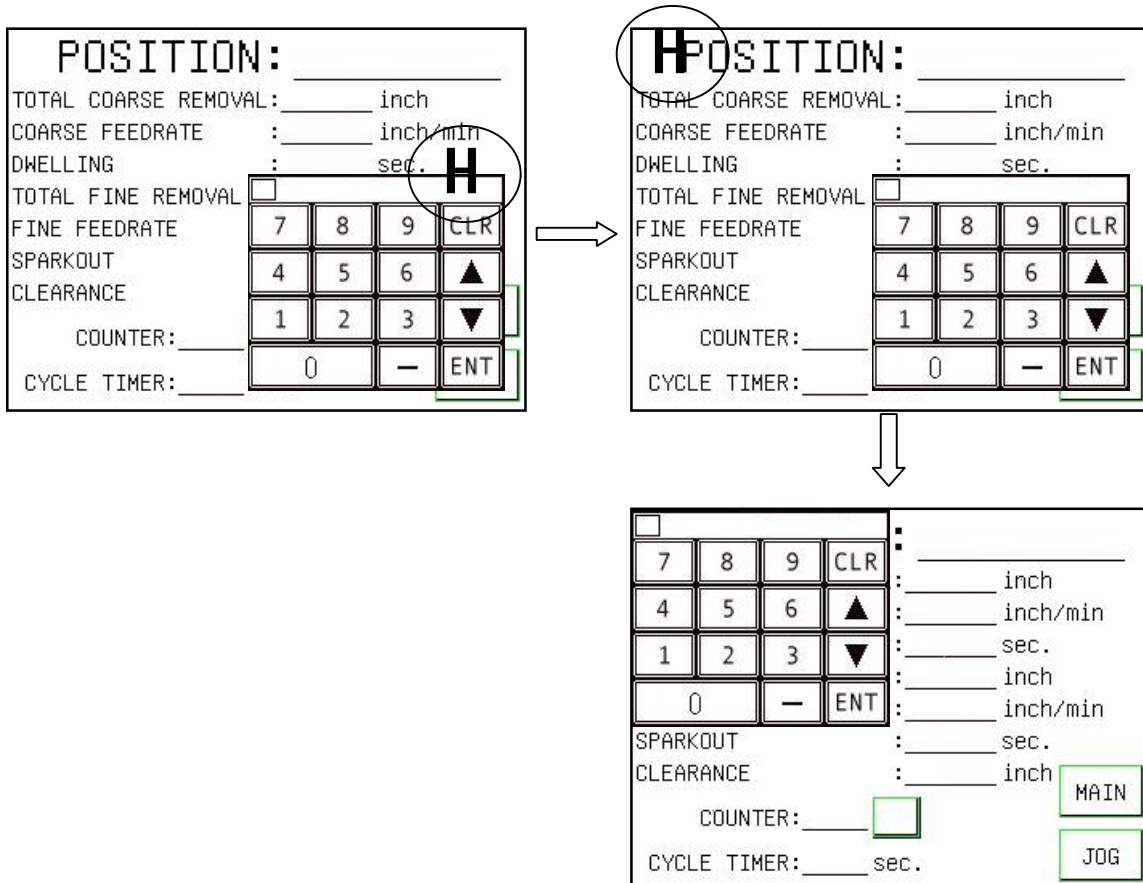 POSITION:
TOTAL COARSE REMOVAL: inch
COARSE FEEDRATE : inch/min
DWELLING : sec.
H
TOTAL FINE REMOVAL
FINE FEEDRATE
7 8 9 CLR
SPARKOUT
4 5 6 ▲
CLEARANCE
1 2 3 ▼
COUNTER:
0 — ENT
CYCLE TIMER:
H
POSITION:
TOTAL COARSE REMOVAL: inch
COARSE FEEDRATE : inch/min
DWELLING : sec.
TOTAL FINE REMOVAL
FINE FEEDRATE
7 8 9 CLR
SPARKOUT
4 5 6 ▲
CLEARANCE
1 2 3 ▼
COUNTER:
0 — ENT
CYCLE TIMER:
:
7 8 9 CLR
: inch
4 5 6 ▲
: inch/min
1 2 3 ▼
: sec.
: inch
0 — ENT
: inch/min
SPARKOUT : sec.
CLEARANCE : inch
MAIN
COUNTER:
CYCLE TIMER: sec.
JOG